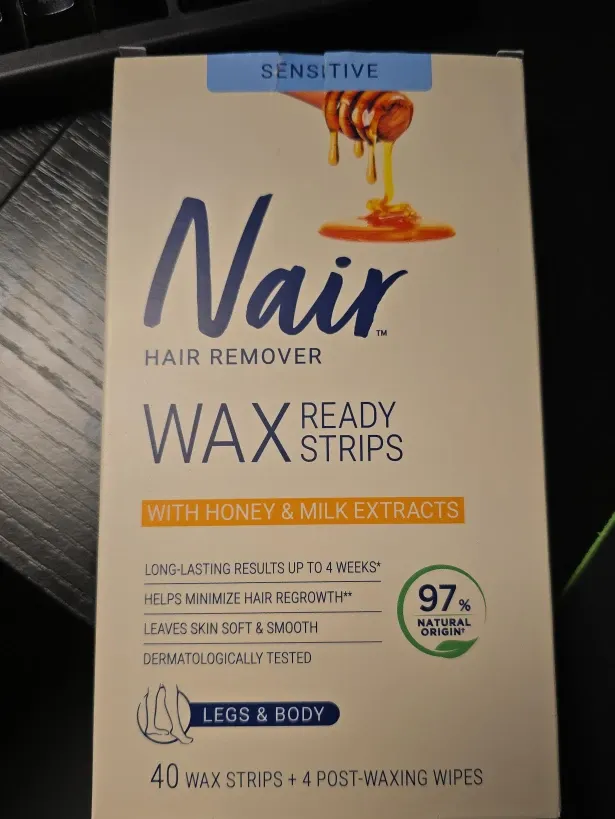 SENSITIVE
Nair™
HAIR REMOVER
WAX READY
STRIPS
WITH HONEY & MILK EXTRACTS
LONG-LASTING RESULTS UP TO 4 WEEKS*
HELPS MINIMIZE HAIR REGROWTH**
LEAVES SKIN SOFT & SMOOTH
DERMATOLOGICALLY TESTED
97%
NATURAL
ORIGIN†
LEGS & BODY
40 WAX STRIPS + 4 POST-WAXING WIPES